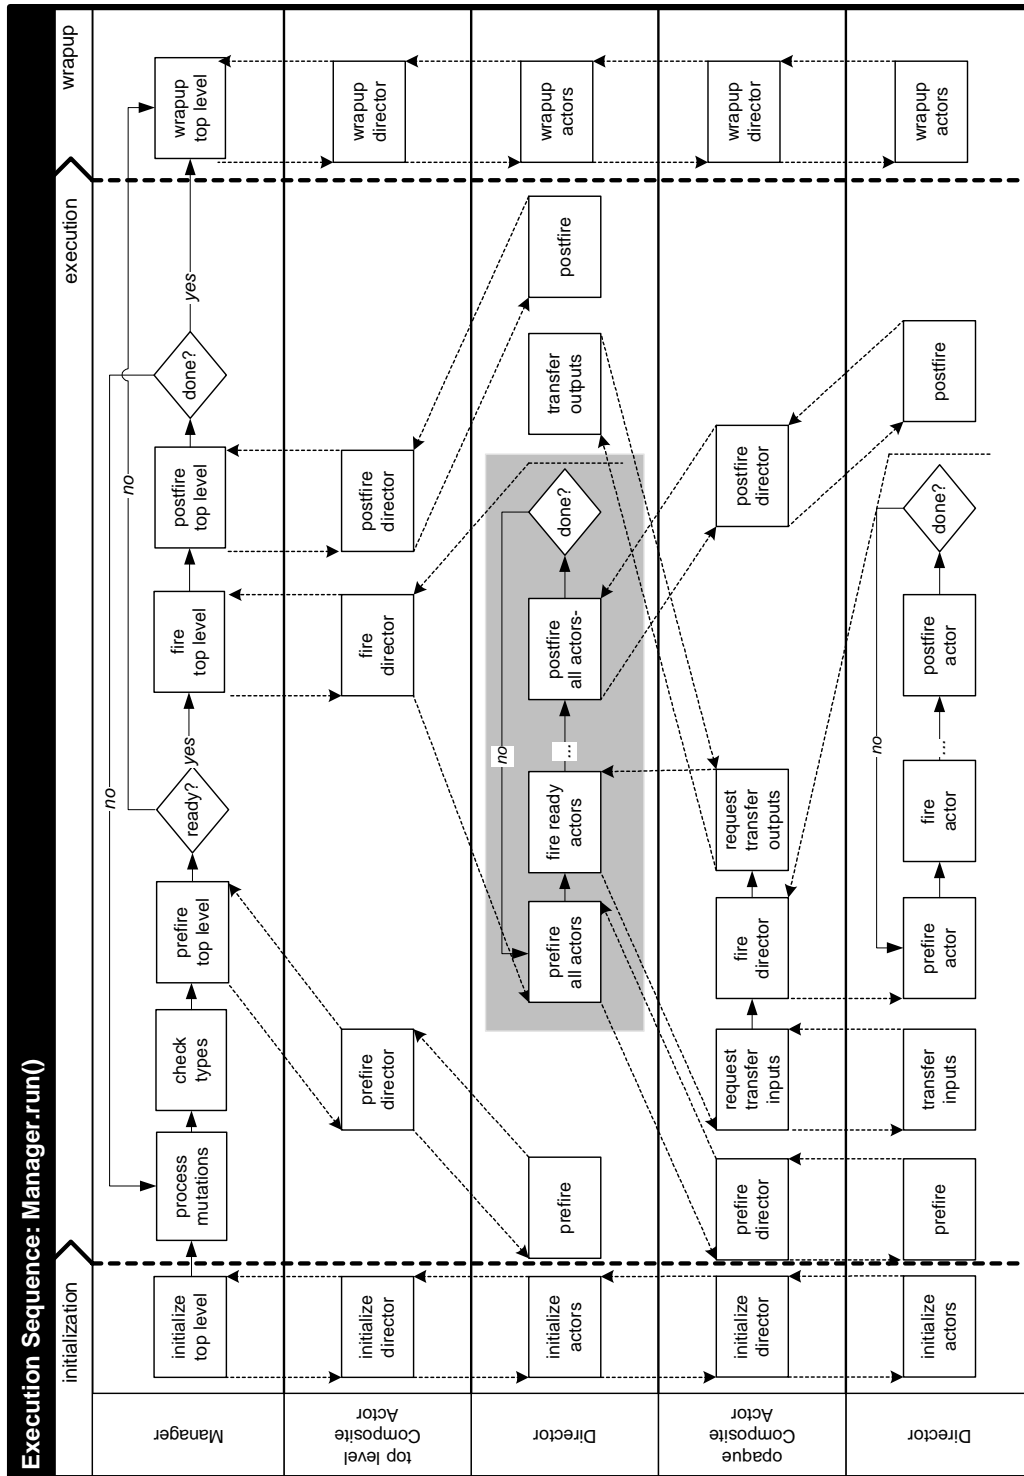 Execution Sequence: Manager.run()
initialization
execution
wrapup
Manager
initialize
top level
process
mutations
check
types
prefire
top level
ready?
yes
no
fire
top level
postfire
top level
done?
yes
no
wrapup
top level
top level
Composite
Actor
initialize
director
prefire
director
fire
director
postfire
director
wrapup
director
Director
initialize
actors
prefire
prefire
all actors
fire ready
actors
...
postfire
all actors-
done?
no
transfer
outputs
postfire
wrapup
actors
opaque
Composite
Actor
initialize
director
prefire
director
request
transfer
inputs
fire
director
request
transfer
outputs
postfire
director
wrapup
director
Director
initialize
actors
prefire
transfer
inputs
prefire
actor
fire
actor
...
postfire
actor
done?
no
postfire
wrapup
actors